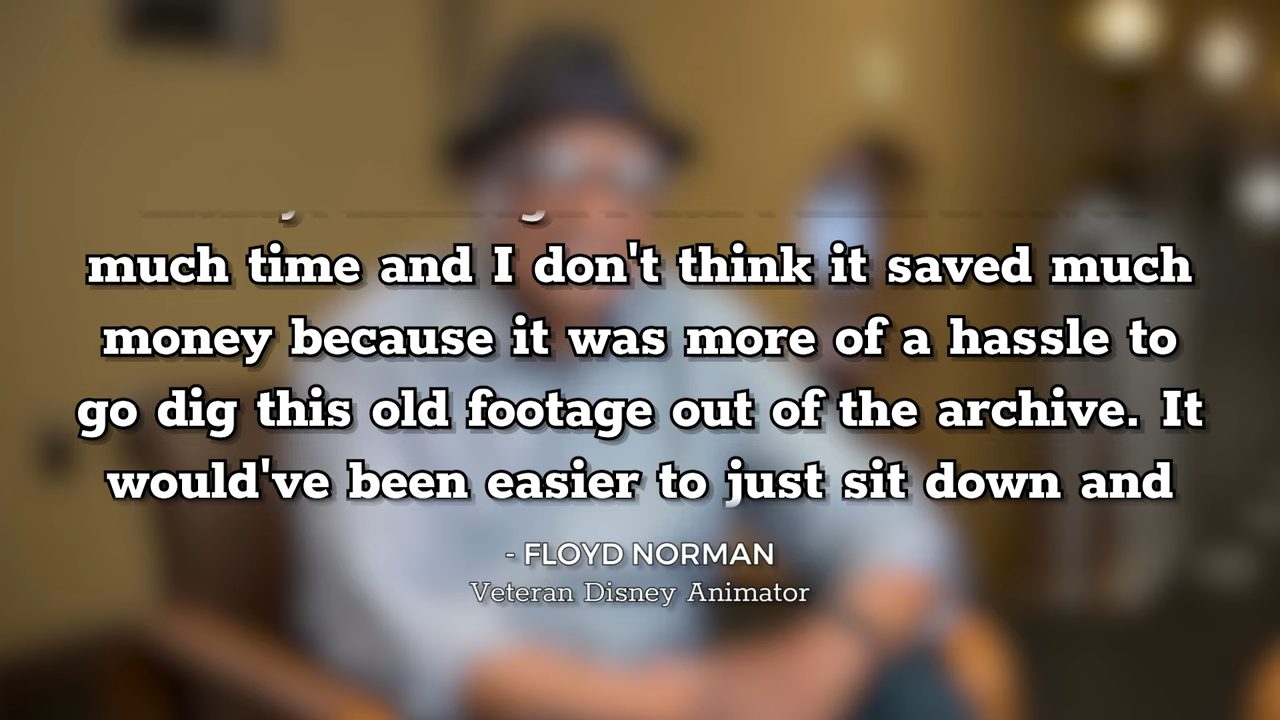 much time and I don't think it saved much
money because it was more of a hassle to
go dig this old footage out of the archive. It
would've been easier to just sit down and
- FLOYD NORMAN
Veteran Disney Animator